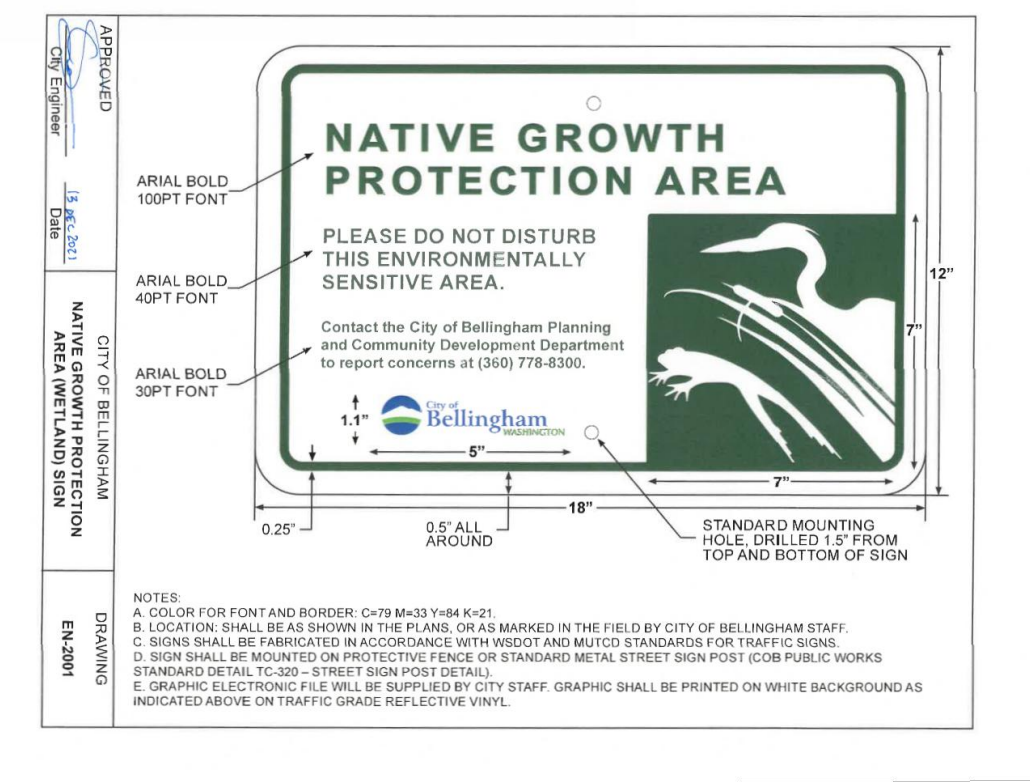 APPROVED
City Engineer
13 DEC 2021
Date
CITY OF BELLINGHAM
NATIVE GROWTH PROTECTION
AREA (WETLAND) SIGN
DRAWING
EN-2001
NATIVE GROWTH
PROTECTION AREA
ARIAL BOLD
100PT FONT
PLEASE DO NOT DISTURB
THIS ENVIRONMENTALLY
SENSITIVE AREA.
ARIAL BOLD
40PT FONT
Contact the City of Bellingham Planning
and Community Development Department
to report concerns at (360) 778-8300.
ARIAL BOLD
30PT FONT
City of
Bellingham
WASHINGTON
1.1"
5"
12"
7"
7"
18"
0.25"
0.5" ALL
AROUND
STANDARD MOUNTING
HOLE, DRILLED 1.5" FROM
TOP AND BOTTOM OF SIGN
NOTES:
A. COLOR FOR FONT AND BORDER: C=79 M=33 Y=84 K=21.
B. LOCATION: SHALL BE AS SHOWN IN THE PLANS, OR AS MARKED IN THE FIELD BY CITY OF BELLINGHAM STAFF.
C. SIGNS SHALL BE FABRICATED IN ACCORDANCE WITH WSDOT AND MUTCD STANDARDS FOR TRAFFIC SIGNS.
D. SIGN SHALL BE MOUNTED ON PROTECTIVE FENCE OR STANDARD METAL STREET SIGN POST (COB PUBLIC WORKS
STANDARD DETAIL TC-320 – STREET SIGN POST DETAIL).
E. GRAPHIC ELECTRONIC FILE WILL BE SUPPLIED BY CITY STAFF. GRAPHIC SHALL BE PRINTED ON WHITE BACKGROUND AS
INDICATED ABOVE ON TRAFFIC GRADE REFLECTIVE VINYL.